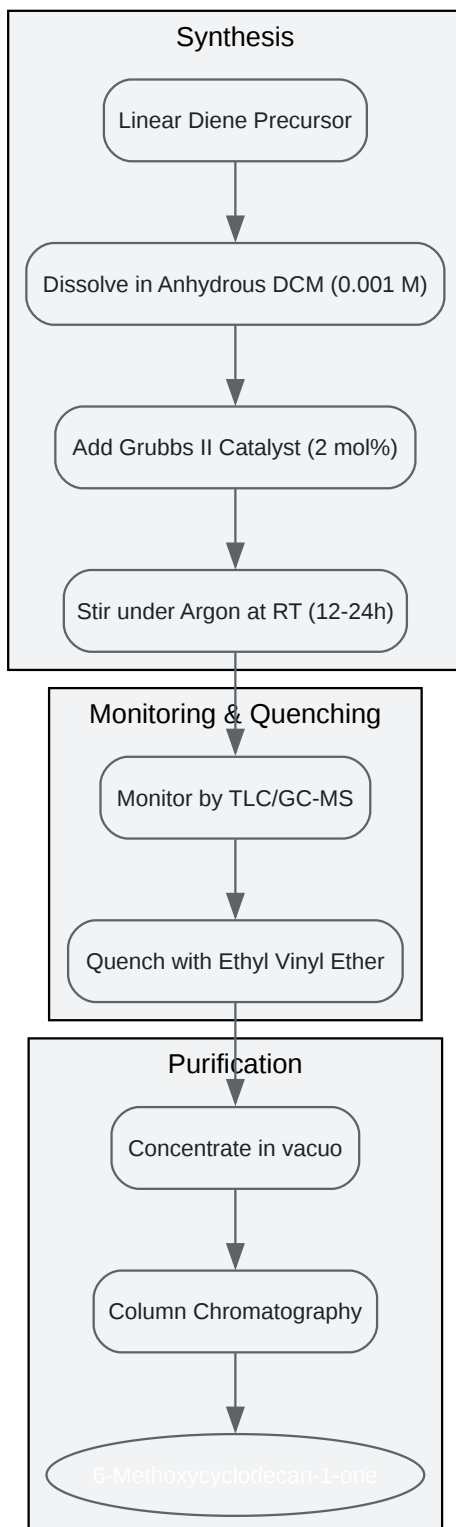 Synthesis
Linear Diene Precursor
Dissolve in Anhydrous DCM (0.001 M)
Add Grubbs II Catalyst (2 mol%)
Stir under Argon at RT (12-24h)
Monitoring & Quenching
Monitor by TLC/GC-MS
Quench with Ethyl Vinyl Ether
Purification
Concentrate in vacuo
Column Chromatography
6-Methoxycyclodecan-1-one